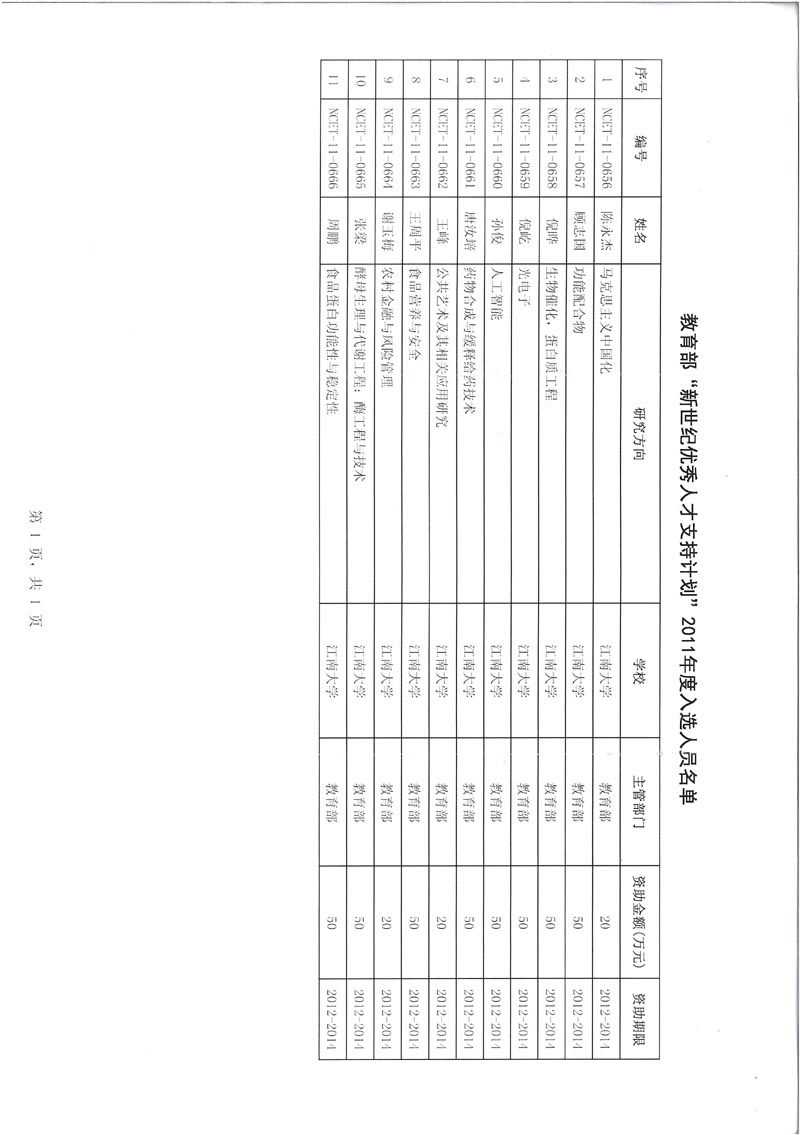 教育部“新世纪优秀人才支持计划”2011年度入选人员名单
序号 编号 姓名 研究方向 学校 主管部门 资助金额(万元) 资助期限
1 NCET-11-0656 陈永杰 马克思主义中国化 江南大学 教育部 20 2012-2014
2 NCET-11-0657 顾志国 功能配合物 江南大学 教育部 50 2012-2014
3 NCET-11-0658 倪晔 生物催化,蛋白质工程 江南大学 教育部 50 2012-2014
4 NCET-11-0659 倪屹 光电子 江南大学 教育部 50 2012-2014
5 NCET-11-0660 孙俊 人工智能 江南大学 教育部 50 2012-2014
6 NCET-11-0661 唐汝培 药物合成与缓释给药技术 江南大学 教育部 50 2012-2014
7 NCET-11-0662 王峰 公共艺术及其相关应用研究 江南大学 教育部 20 2012-2014
8 NCET-11-0663 王周平 食品营养与安全 江南大学 教育部 50 2012-2014
9 NCET-11-0664 谢玉梅 农村金融与风险管理 江南大学 教育部 20 2012-2014
10 NCET-11-0665 张梁 酵母生理与代谢工程;酶工程与技术 江南大学 教育部 50 2012-2014
11 NCET-11-0666 周鹏 食品蛋白功能性与稳定性 江南大学 教育部 50 2012-2014
第 1 页,共 1 页